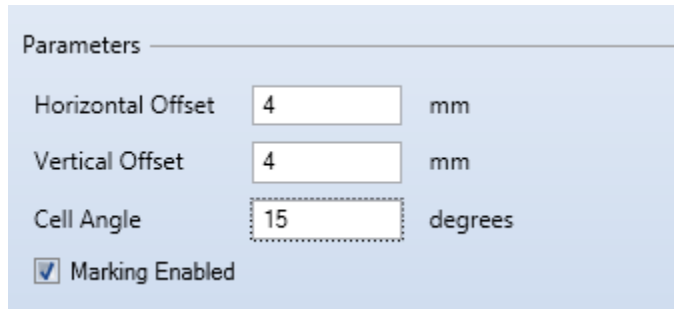 Parameters
Horizontal Offset 4 mm
Vertical Offset 4 mm
Cell Angle 15 degrees
Marking Enabled